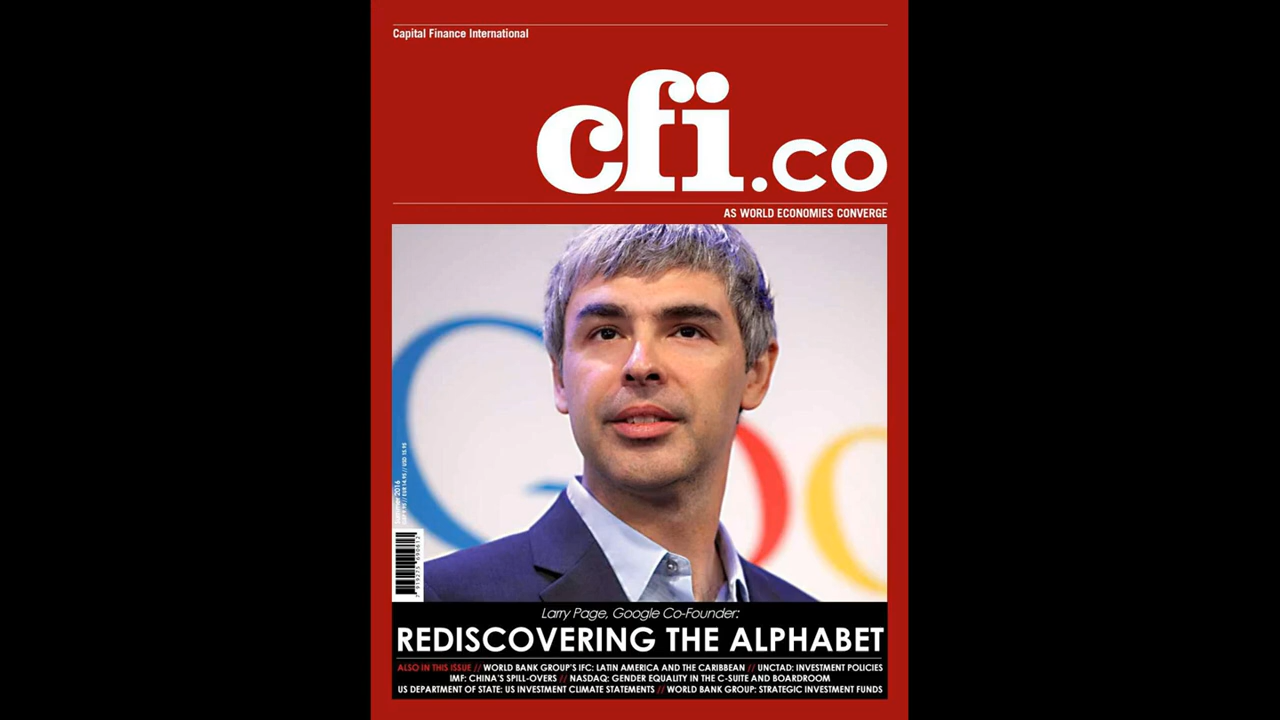 Capital Finance International
cfi.co
AS WORLD ECONOMIES CONVERGE
Goo
Summer 2016
Larry Page, Google Co-Founder:
REDISCOVERING THE ALPHABET
ALSO IN THIS ISSUE // WORLD BANK GROUP'S IFC: LATIN AMERICA AND THE CARIBBEAN // UNCTAD: INVESTMENT POLICIES
IMF: CHINA'S SPILL-OVERS // NASDAQ: GENDER EQUALITY IN THE C-SUITE AND BOARDROOM
US DEPARTMENT OF STATE: US INVESTMENT CLIMATE STATEMENTS // WORLD BANK GROUP: STRATEGIC INVESTMENT FUNDS